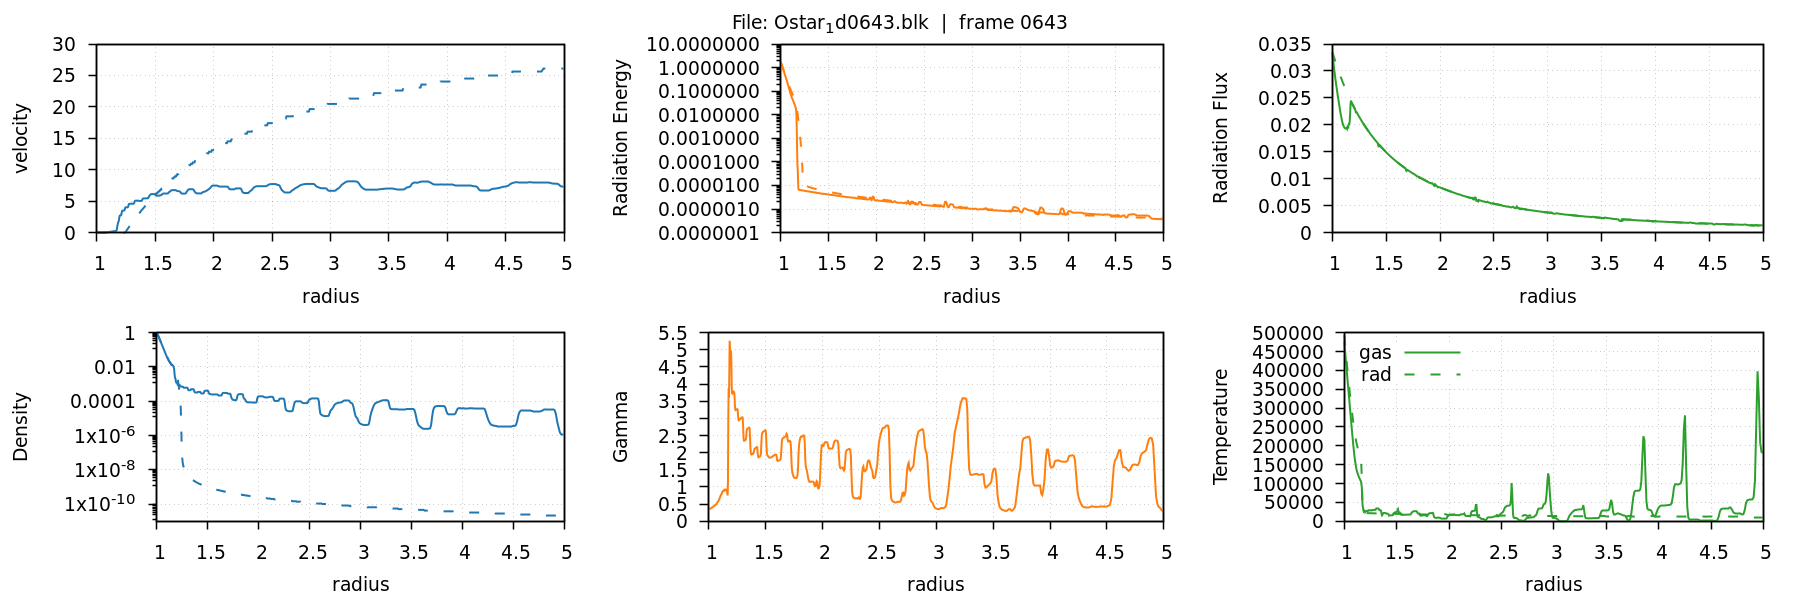 File: Ostar₁d0643.blk | frame 0643
30
25
20
15
10
5
0
velocity
1 1.5 2 2.5 3 3.5 4 4.5 5
radius
10.0000000
1.0000000
0.1000000
0.0100000
0.0010000
0.0001000
0.0000100
0.0000010
0.0000001
Radiation Energy
1 1.5 2 2.5 3 3.5 4 4.5 5
radius
0.035
0.03
0.025
0.02
0.015
0.01
0.005
0
Radiation Flux
1 1.5 2 2.5 3 3.5 4 4.5 5
radius
1
0.01
0.0001
1x10⁻⁶
1x10⁻⁸
1x10⁻¹⁰
Density
1 1.5 2 2.5 3 3.5 4 4.5 5
radius
5.5
5
4.5
4
3.5
3
2.5
2
1.5
1
0.5
0
Gamma
1 1.5 2 2.5 3 3.5 4 4.5 5
radius
500000
450000
400000
350000
300000
250000
200000
150000
100000
50000
0
Temperature
gas
rad
1 1.5 2 2.5 3 3.5 4 4.5 5
radius